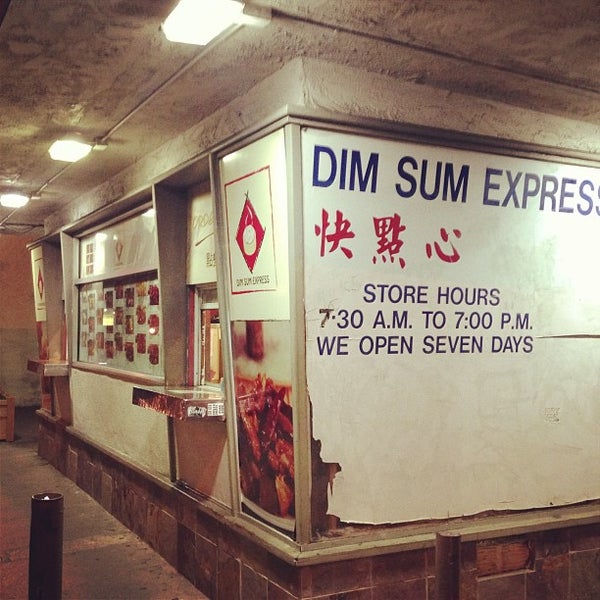 DIM SUM EXPRESS
快點心
STORE HOURS
7:30 A.M. TO 7:00 P.M.
WE OPEN SEVEN DAYS
DIM SUM EXPRESS